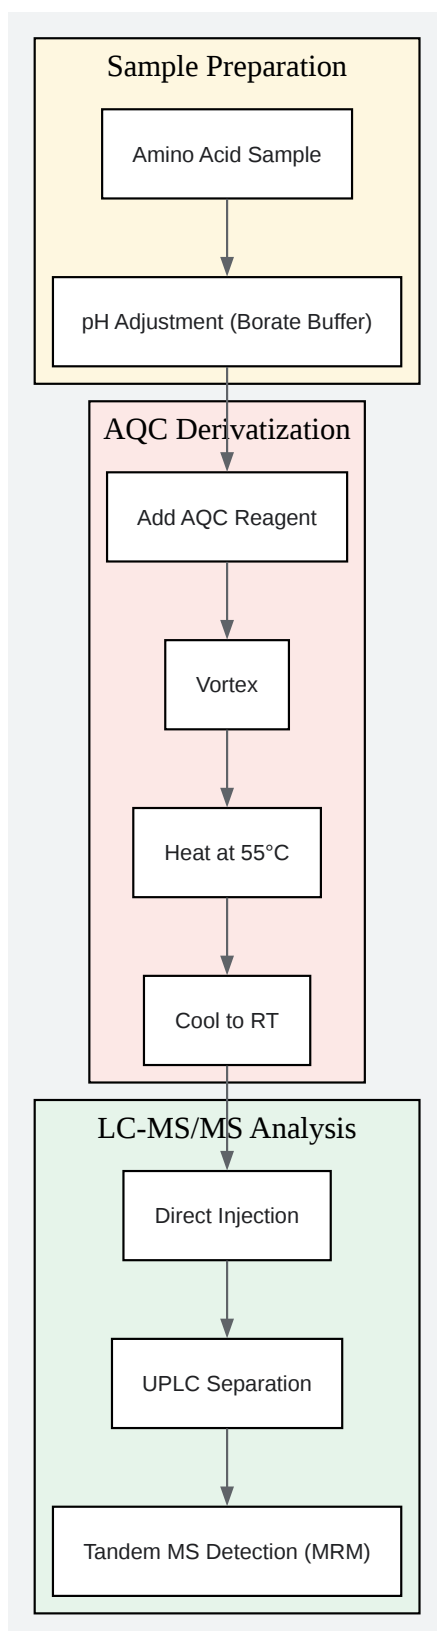 Sample Preparation
Amino Acid Sample
pH Adjustment (Borate Buffer)
AQC Derivatization
Add AQC Reagent
Vortex
Heat at 55°C
Cool to RT
LC-MS/MS Analysis
Direct Injection
UPLC Separation
Tandem MS Detection (MRM)